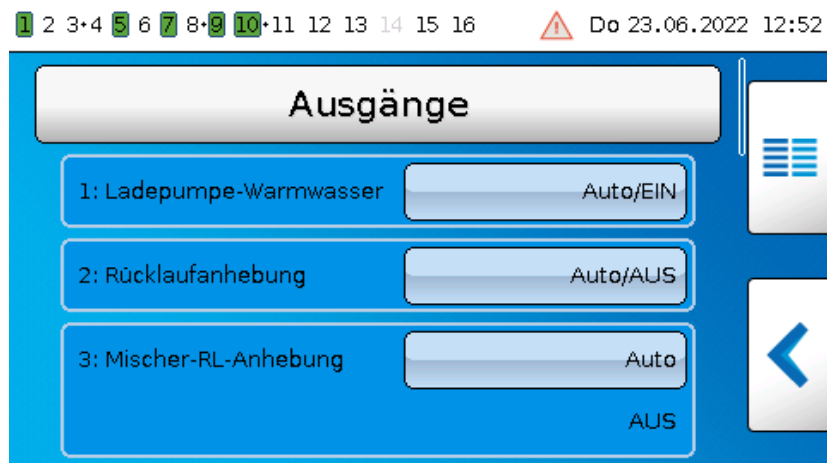 1 2 3+4 5 6 7 8+9 10+11 12 13 14 15 16 Do 23.06.2022 12:52
Ausgänge
1: Ladepumpe-Warmwasser Auto/EIN
2: Rücklaufanhebung Auto/AUS
3: Mischer-RL-Anhebung Auto
AUS